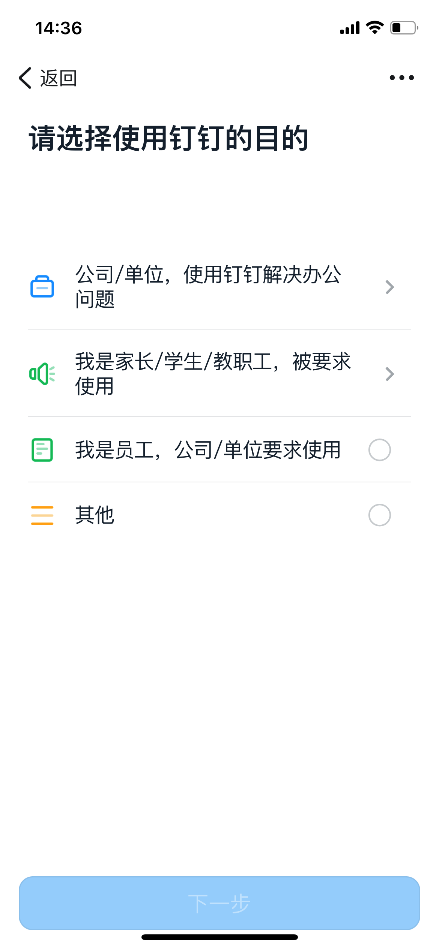 14:36
返回
请选择使用钉钉的目的
公司/单位，使用钉钉解决办公
问题
我是家长/学生/教职工，被要求
使用
我是员工，公司/单位要求使用
其他
下一步